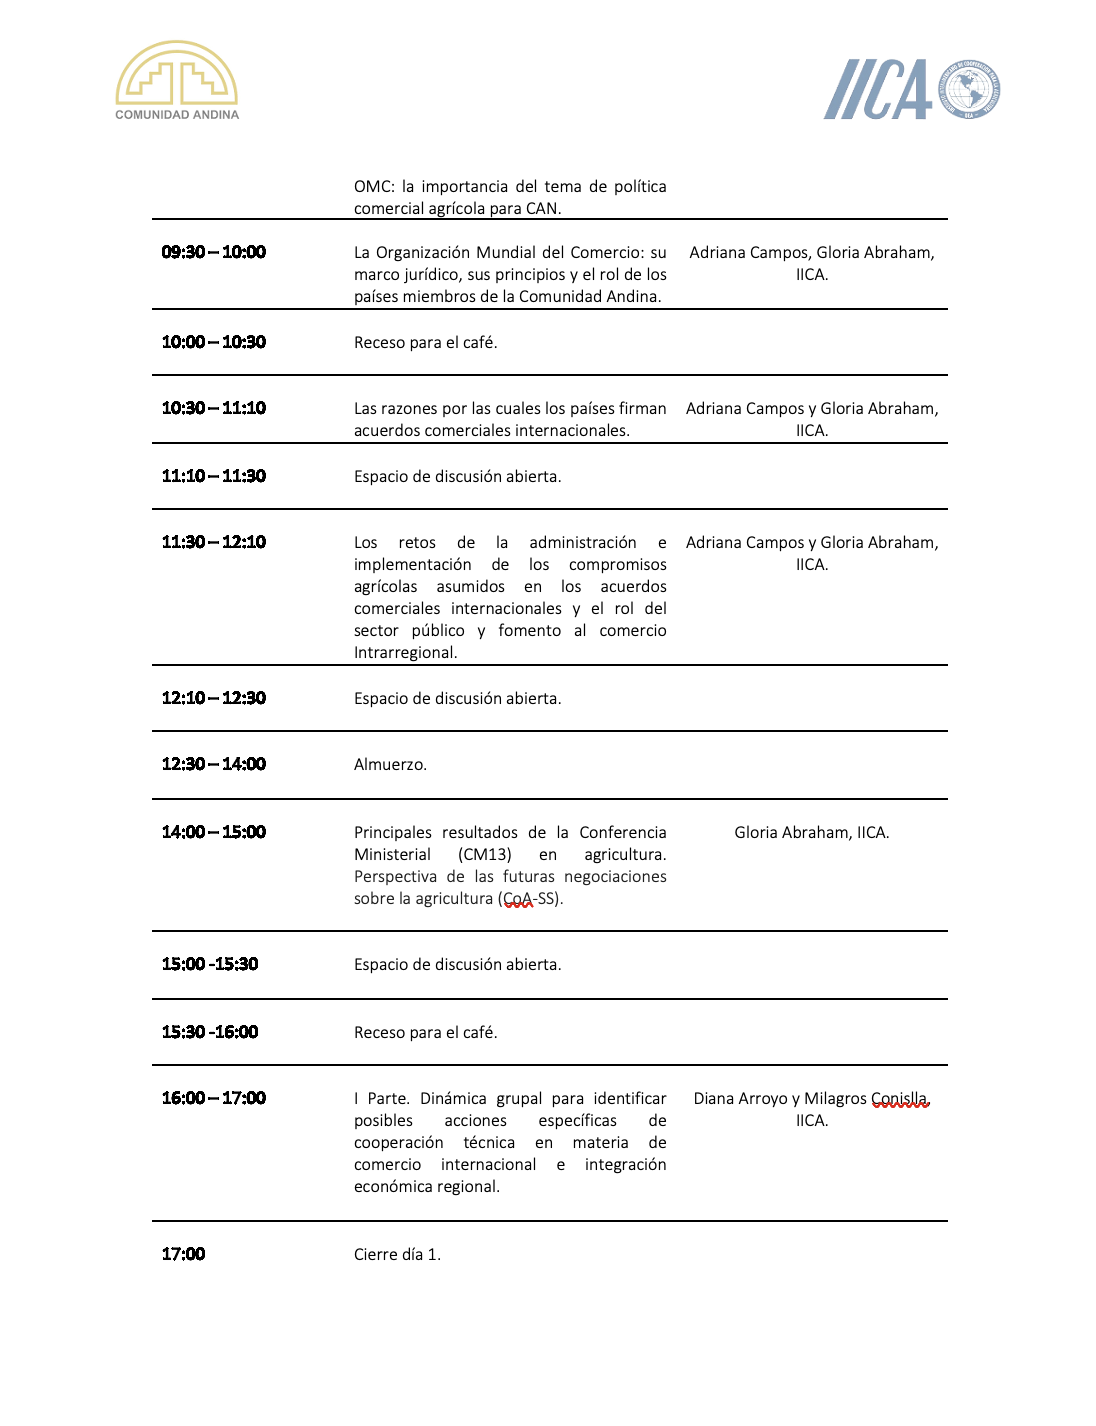 COMUNIDAD ANDINA
IICA
OMC: la importancia del tema de política
comercial agrícola para CAN.
09:30 – 10:00
La Organización Mundial del Comercio: su
marco jurídico, sus principios y el rol de los
países miembros de la Comunidad Andina.
Adriana Campos, Gloria Abraham,
IICA.
10:00 – 10:30
Receso para el café.
10:30 – 11:10
Las razones por las cuales los países firman
acuerdos comerciales internacionales.
Adriana Campos y Gloria Abraham,
IICA.
11:10 – 11:30
Espacio de discusión abierta.
11:30 – 12:10
Los retos de la administración e
implementación de los compromisos
agrícolas asumidos en los acuerdos
comerciales internacionales y el rol del
sector público y fomento al comercio
Intrarregional.
Adriana Campos y Gloria Abraham,
IICA.
12:10 – 12:30
Espacio de discusión abierta.
12:30 – 14:00
Almuerzo.
14:00 – 15:00
Principales resultados de la Conferencia
Ministerial (CM13) en agricultura.
Perspectiva de las futuras negociaciones
sobre la agricultura (CoA-SS).
Gloria Abraham, IICA.
15:00 -15:30
Espacio de discusión abierta.
15:30 -16:00
Receso para el café.
16:00 – 17:00
I Parte. Dinámica grupal para identificar
posibles acciones específicas de
cooperación técnica en materia de
comercio internacional e integración
económica regional.
Diana Arroyo y Milagros Conislla,
IICA.
17:00
Cierre día 1.